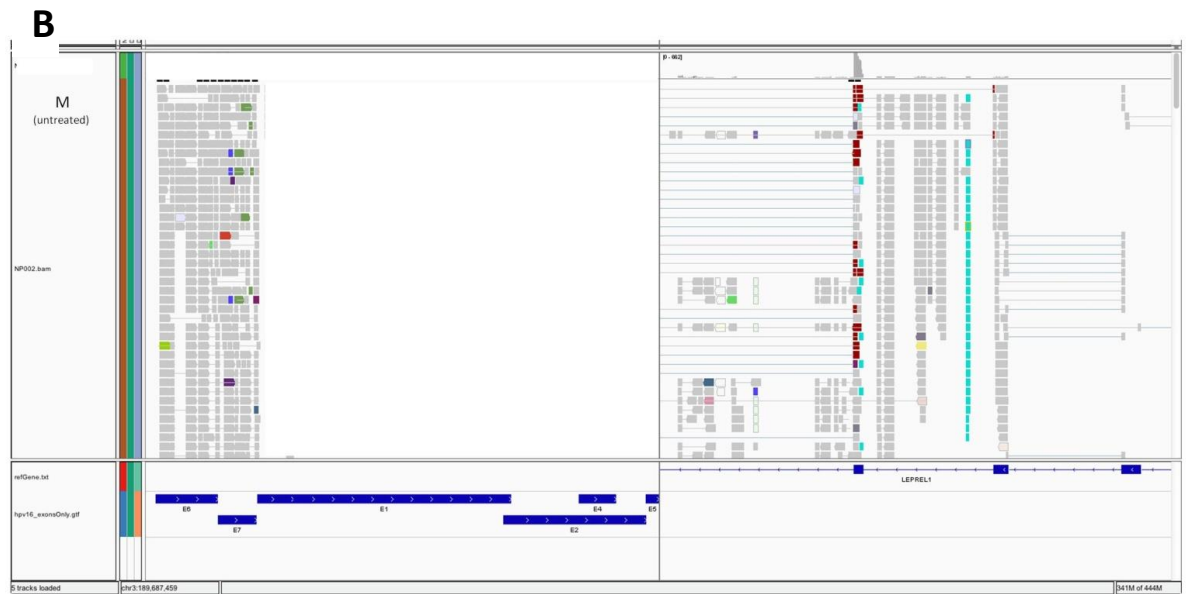 B
[0 - 662]
M
(untreated)
NP002.bam
refGene.txt
LEPREL1
hpv16_exonsOnly.gtf
E6
E1
E4
E5
E7
E2
5 tracks loaded
chr3:189,687,459
341M of 444M